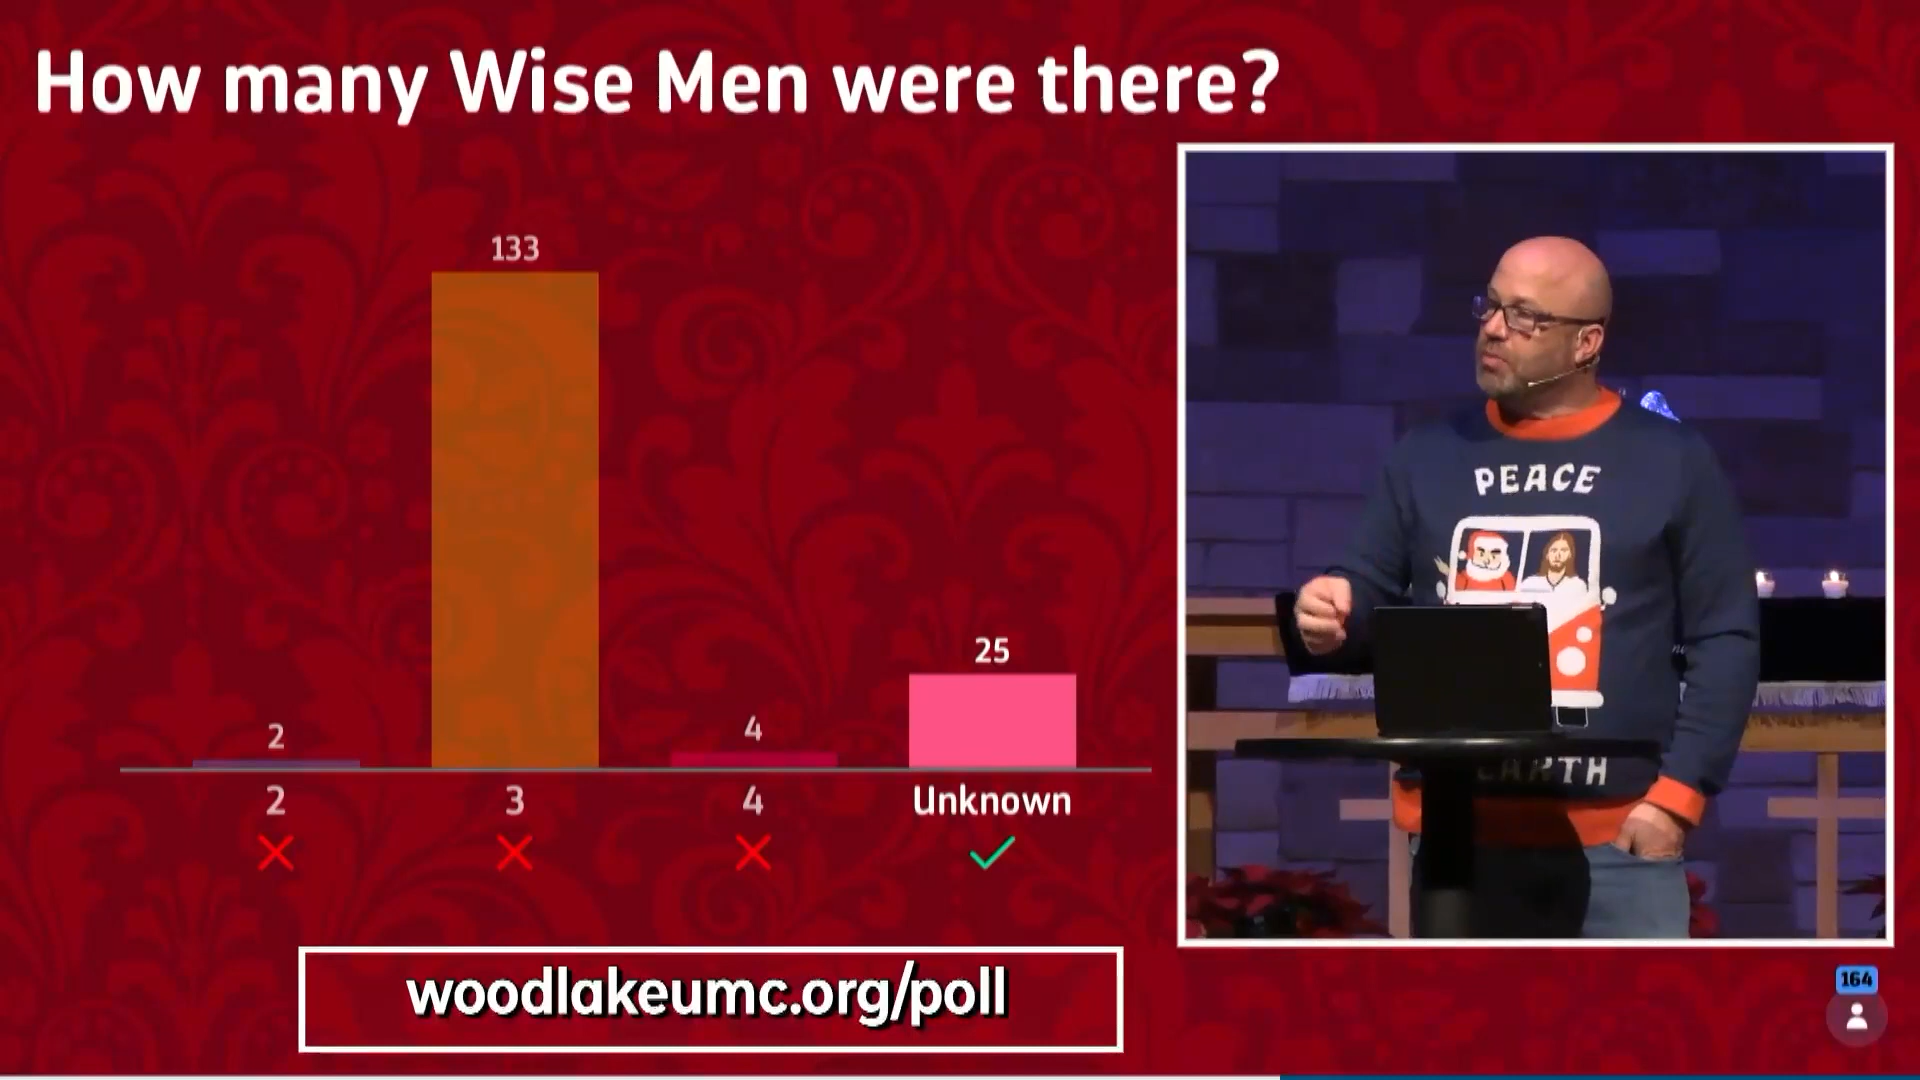 How many Wise Men were there?
133
25
2
4
2
3
4
Unknown
PEACE
EARTH
woodlakeumc.org/poll
164